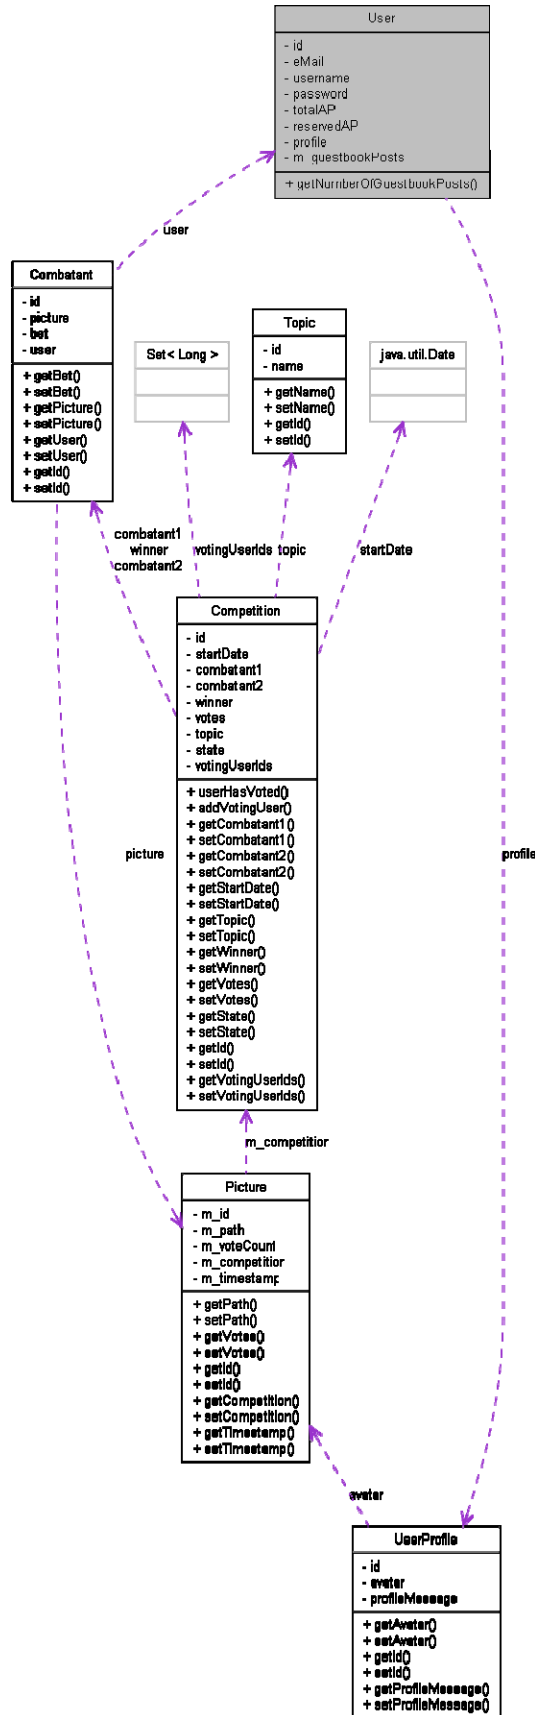 User
- id
- eMail
- username
- password
- totalAP
- reservedAP
- profile
- m_guestbookPosts
+ getNumberOfGuestbookPosts()
user
Combatant
- id
- picture
- bet
- user
+ getBet()
+ setBet()
+ getPicture()
+ setPicture()
+ getUser()
+ setUser()
+ getId()
+ setId()
Set< Long >
Topic
- id
- name
+ getName()
+ setName()
+ getId()
+ setId()
java.util.Date
combatant1
winner
combatant2
votingUserIds
topic
startDate
Competition
- id
- startDate
- combatant1
- combatant2
- winner
- votes
- topic
- state
- votingUserIds
+ userHasVoted()
+ addVotingUser()
+ getCombatant1()
+ setCombatant1()
+ getCombatant2()
+ setCombatant2()
+ getStartDate()
+ setStartDate()
+ getTopic()
+ setTopic()
+ getWinner()
+ setWinner()
+ getVotes()
+ setVotes()
+ getState()
+ setState()
+ getId()
+ setId()
+ getVotingUserIds()
+ setVotingUserIds()
picture
profile
m_competition
Picture
- m_id
- m_path
- m_voteCount
- m_competition
- m_timestamp
+ getPath()
+ setPath()
+ getVotes()
+ setVotes()
+ getId()
+ setId()
+ getCompetition()
+ setCompetition()
+ getTimestamp()
+ setTimestamp()
avatar
UserProfile
- id
- avatar
- profileMessage
+ getAvatar()
+ setAvatar()
+ getId()
+ setId()
+ getProfileMessage()
+ setProfileMessage()